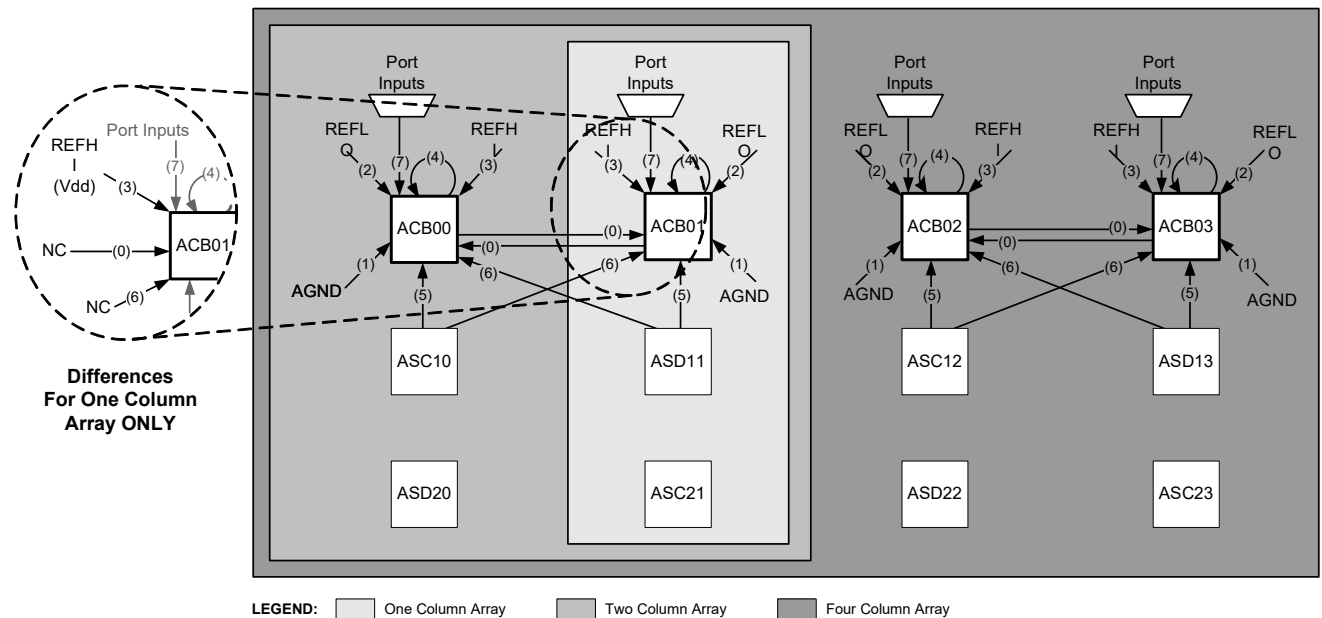 Port
Inputs
Port
Inputs
Port
Inputs
Port
Inputs
REFL
O
(2)
(7)
(4)
REFH
I
(3)
REFH
I
(3)
(7)
(4)
REFL
O
(2)
REFL
O
(2)
(7)
(4)
REFH
I
(3)
REFH
I
(3)
(7)
(4)
REFL
O
(2)
Port Inputs
REFH
I
(Vdd)
(3)
(7)
(4)
NC
(0)
ACB01
NC
(6)
ACB00
(0)
(0)
ACB01
ACB02
(0)
(0)
ACB03
(1)
AGND
(5)
(6)
(6)
(5)
(1)
AGND
(1)
AGND
(5)
(6)
(6)
(5)
(1)
AGND
ASC10
ASD11
ASC12
ASD13
Differences
For One Column
Array ONLY
ASD20
ASC21
ASD22
ASC23
LEGEND: One Column Array Two Column Array Four Column Array